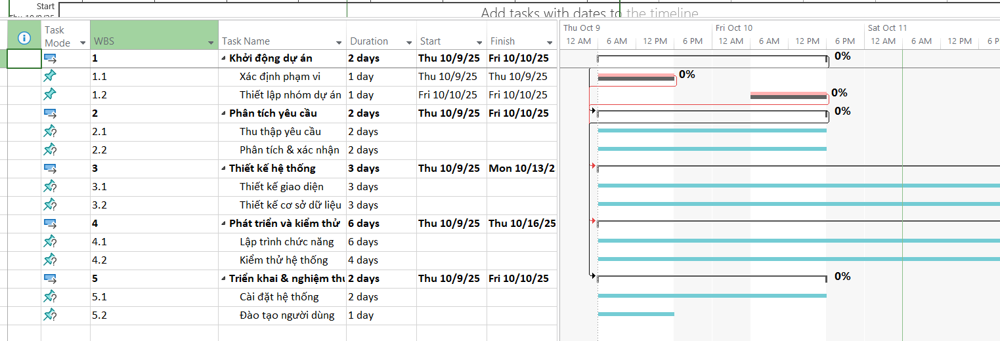 Start
Thu 10/9/25
Add tasks with dates to the timeline
Task Mode WBS Task Name Duration Start Finish
Thu Oct 9 Fri Oct 10 Sat Oct 11
12 AM 6 AM 12 PM 6 PM 12 AM 6 AM 12 PM 6 PM 12 AM 6 AM 12 PM 6 P
1 Khởi động dự án 2 days Thu 10/9/25 Fri 10/10/25 0%
1.1 Xác định phạm vi 1 day Thu 10/9/25 Thu 10/9/25 0%
1.2 Thiết lập nhóm dự án 1 day Fri 10/10/25 Fri 10/10/25 0%
2 Phân tích yêu cầu 2 days Thu 10/9/25 Fri 10/10/25 0%
2.1 Thu thập yêu cầu 2 days
2.2 Phân tích & xác nhận 2 days
3 Thiết kế hệ thống 3 days Thu 10/9/25 Mon 10/13/2
3.1 Thiết kế giao diện 3 days
3.2 Thiết kế cơ sở dữ liệu 3 days
4 Phát triển và kiểm thử 6 days Thu 10/9/25 Thu 10/16/25
4.1 Lập trình chức năng 6 days
4.2 Kiểm thử hệ thống 4 days
5 Triển khai & nghiệm thu 2 days Thu 10/9/25 Fri 10/10/25 0%
5.1 Cài đặt hệ thống 2 days
5.2 Đào tạo người dùng 1 day